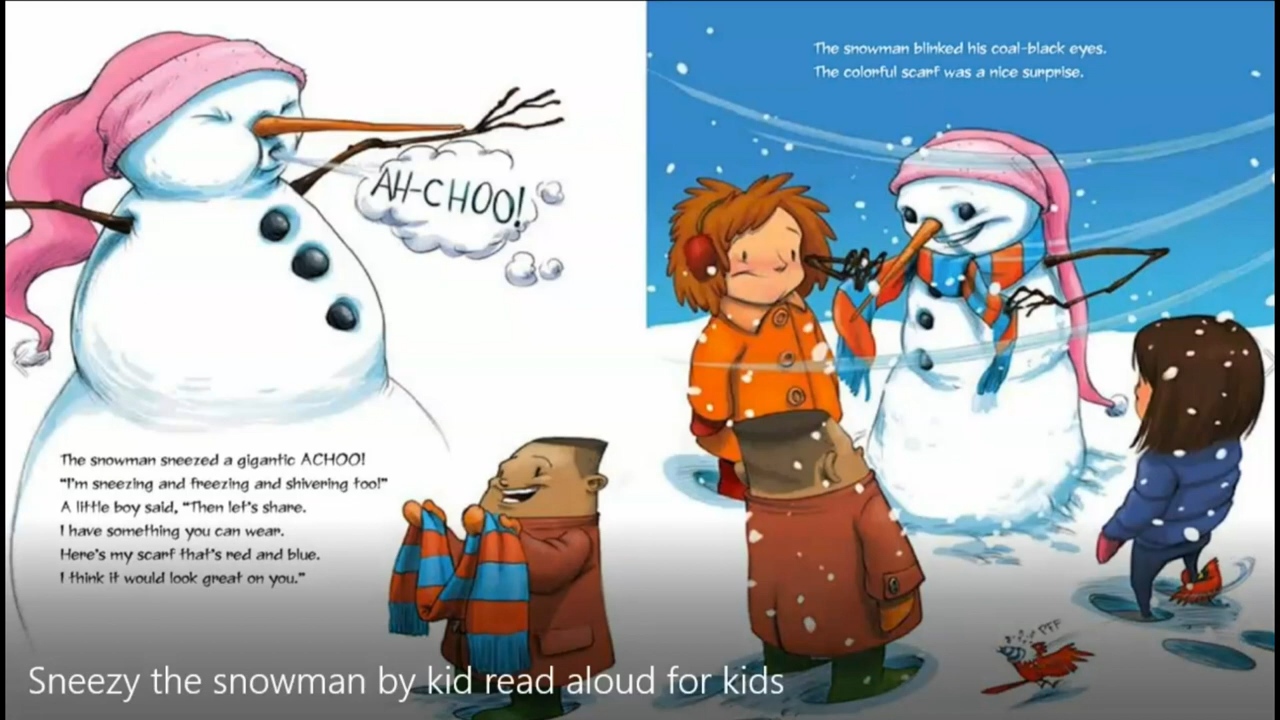 AH-CHOO!
The snowman sneezed a gigantic ACHOO!
“I’m sneezing and freezing and shivering too!”
A little boy said, “Then let’s share.
I have something you can wear.
Here’s my scarf that’s red and blue.
I think it would look great on you.”
The snowman blinked his coal-black eyes.
The colorful scarf was a nice surprise.
PFF
Sneezy the snowman by kid read aloud for kids